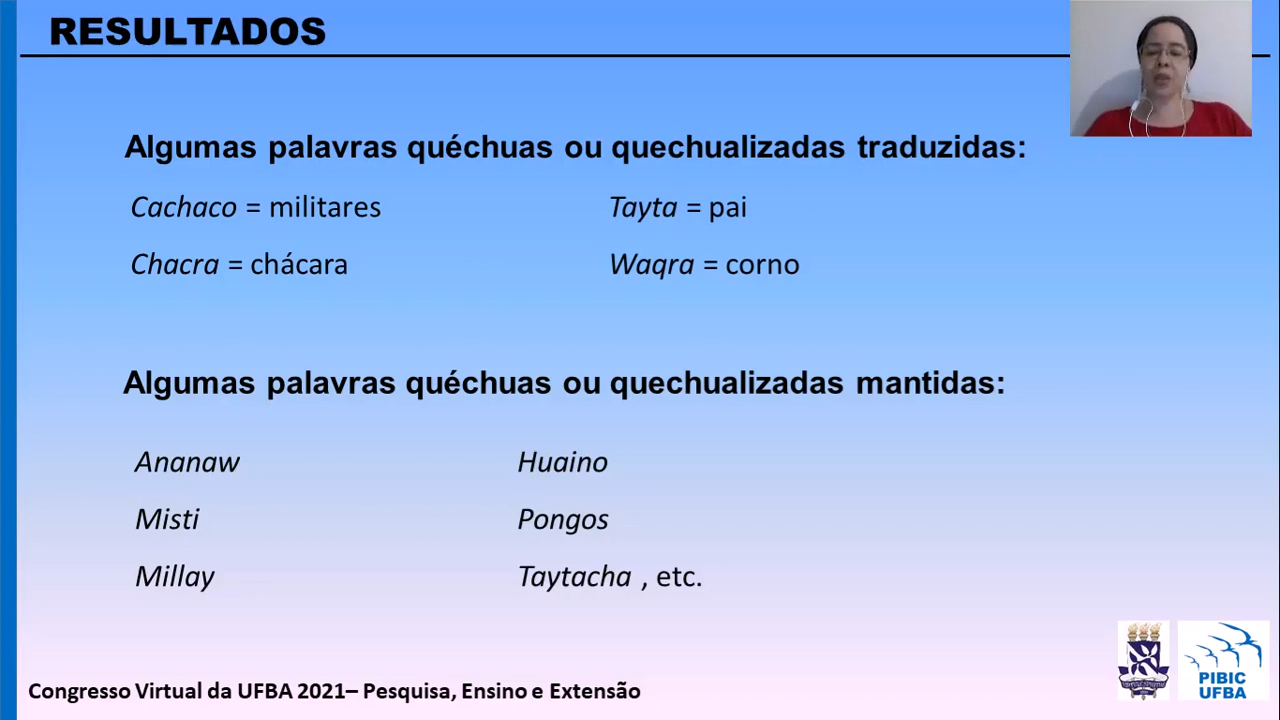 RESULTADOS
Algumas palavras quéchuas ou quechualizadas traduzidas:
Cachaco = militares
Tayta = pai
Chacra = chácara
Waqra = corno
Algumas palavras quéchuas ou quechualizadas mantidas:
Ananaw
Huaino
Misti
Pongos
Millay
Taytacha , etc.
Congresso Virtual da UFBA 2021– Pesquisa, Ensino e Extensão
PIBIC
UFBA